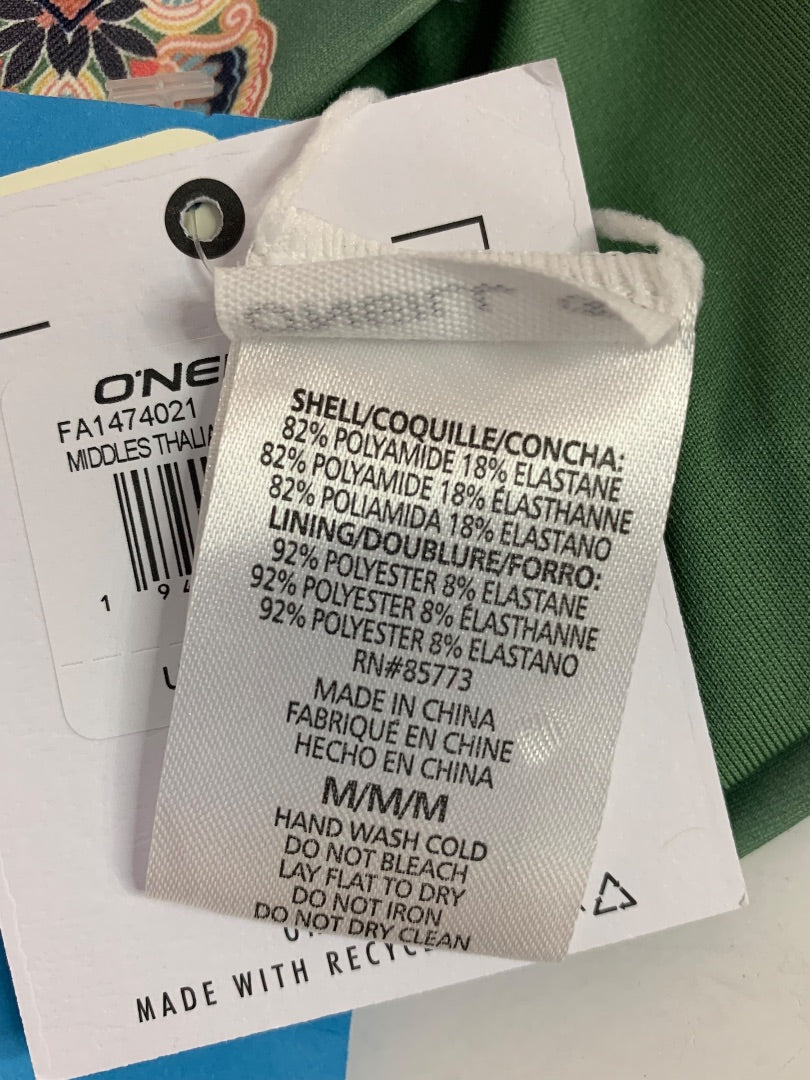 O'NE
FA1474021
MIDDLES THALIA
1 94
SHELL/COQUILLE/CONCHA:
82% POLYAMIDE 18% ELASTANE
82% POLYAMIDE 18% ÉLASTHANNE
82% POLIAMIDA 18% ELASTANO
LINING/DOUBLURE/FORRO:
92% POLYESTER 8% ELASTANE
92% POLYESTER 8% ÉLASTHANNE
92% POLYESTER 8% ELASTANO
RN#85773
MADE IN CHINA
FABRIQUÉ EN CHINE
HECHO EN CHINA
M/M/M
HAND WASH COLD
DO NOT BLEACH
LAY FLAT TO DRY
DO NOT IRON
DO NOT DRY CLEAN
MADE WITH RECYC